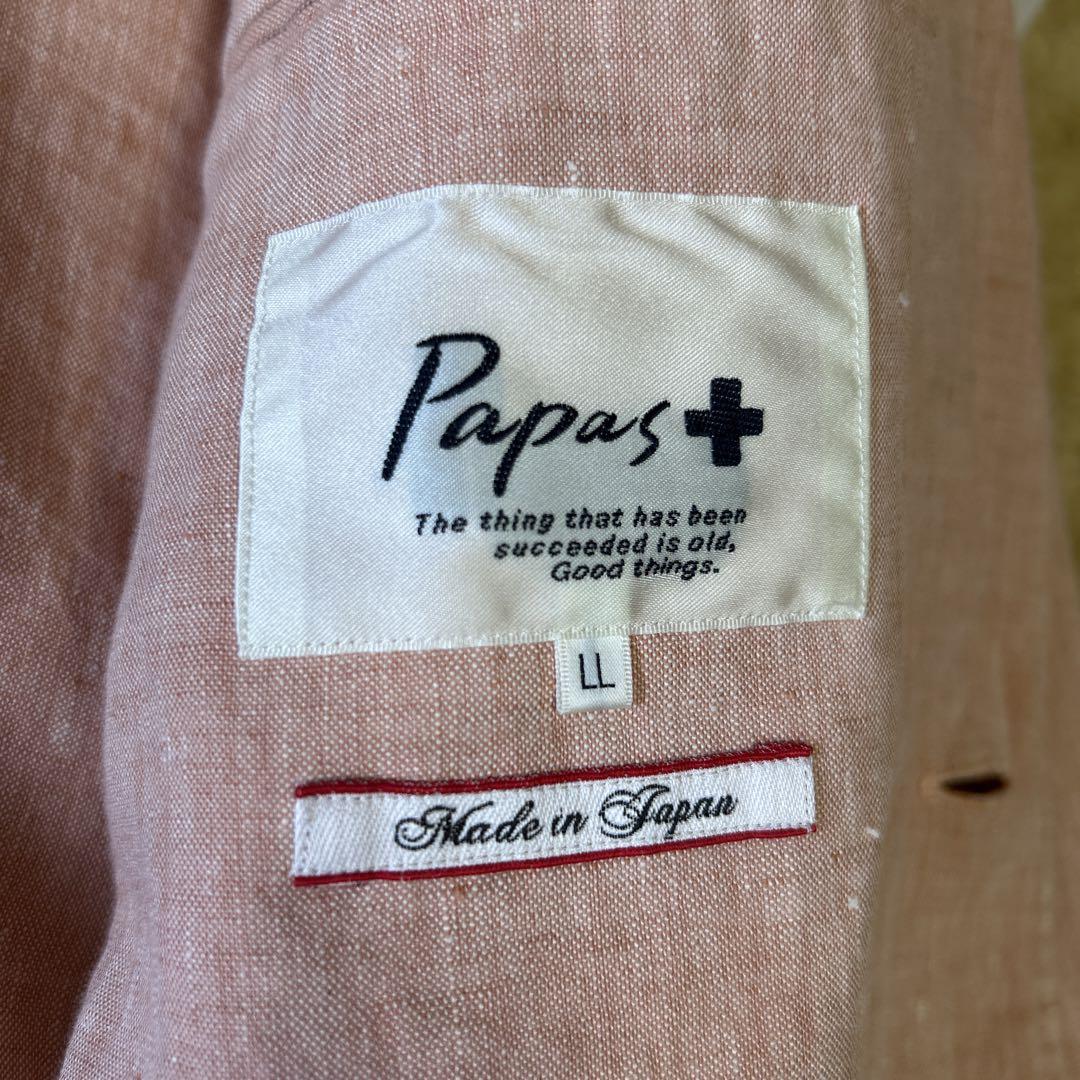 Papas+
The thing that has been
succeeded is old,
Good things.
LL
Made in Japan